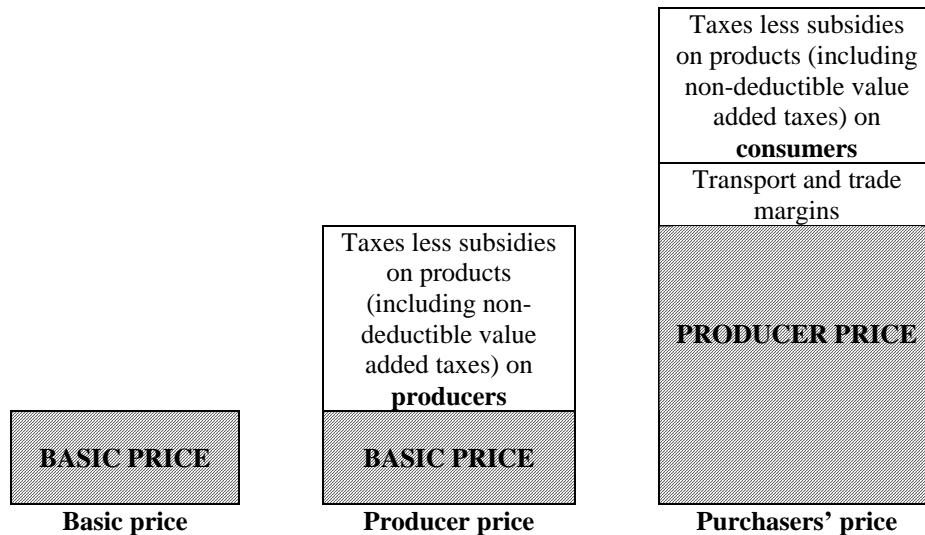 Taxes less subsidies
on products (including
non-deductible value
added taxes) on
consumers
Transport and trade
margins
Taxes less subsidies
on products
(including non-
deductible value
added taxes) on
producers
PRODUCER PRICE
BASIC PRICE
BASIC PRICE
Basic price
Producer price
Purchasers’ price